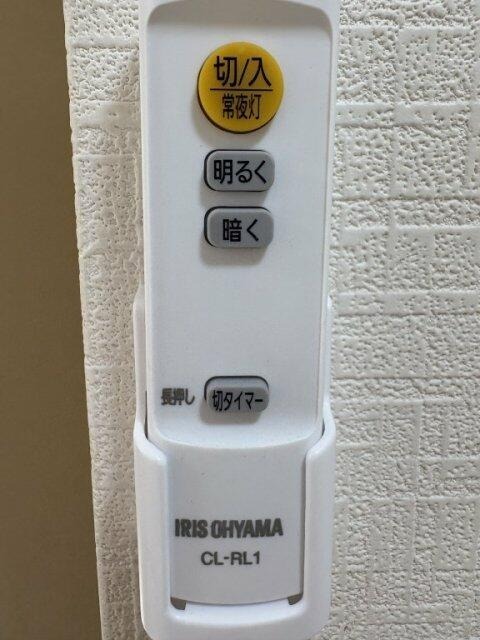 切/入
常夜灯
明るく
暗く
長押し 切タイマー
IRIS OHYAMA
CL-RL1